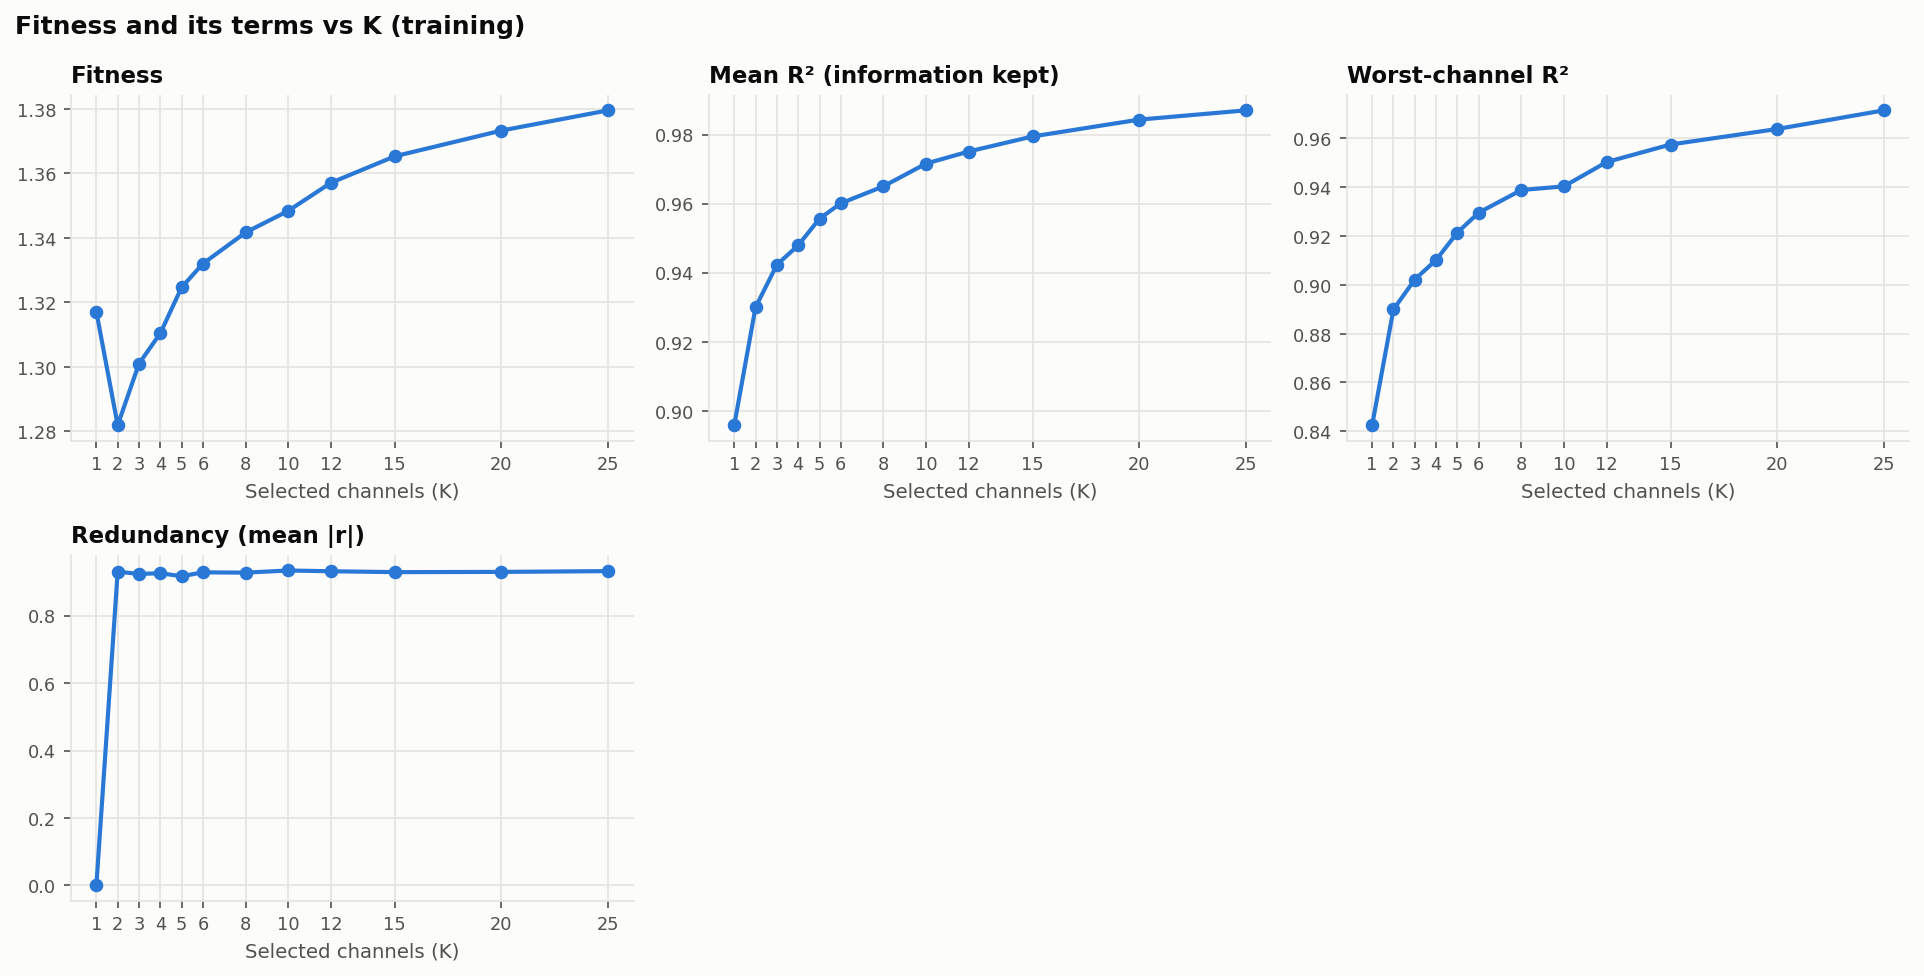 Fitness and its terms vs K (training)
Fitness
1.38
1.36
1.34
1.32
1.30
1.28
1 2 3 4 5 6 8 10 12 15 20 25
Selected channels (K)
Mean R² (information kept)
0.98
0.96
0.94
0.92
0.90
1 2 3 4 5 6 8 10 12 15 20 25
Selected channels (K)
Worst-channel R²
0.96
0.94
0.92
0.90
0.88
0.86
0.84
1 2 3 4 5 6 8 10 12 15 20 25
Selected channels (K)
Redundancy (mean |r|)
0.8
0.6
0.4
0.2
0.0
1 2 3 4 5 6 8 10 12 15 20 25
Selected channels (K)